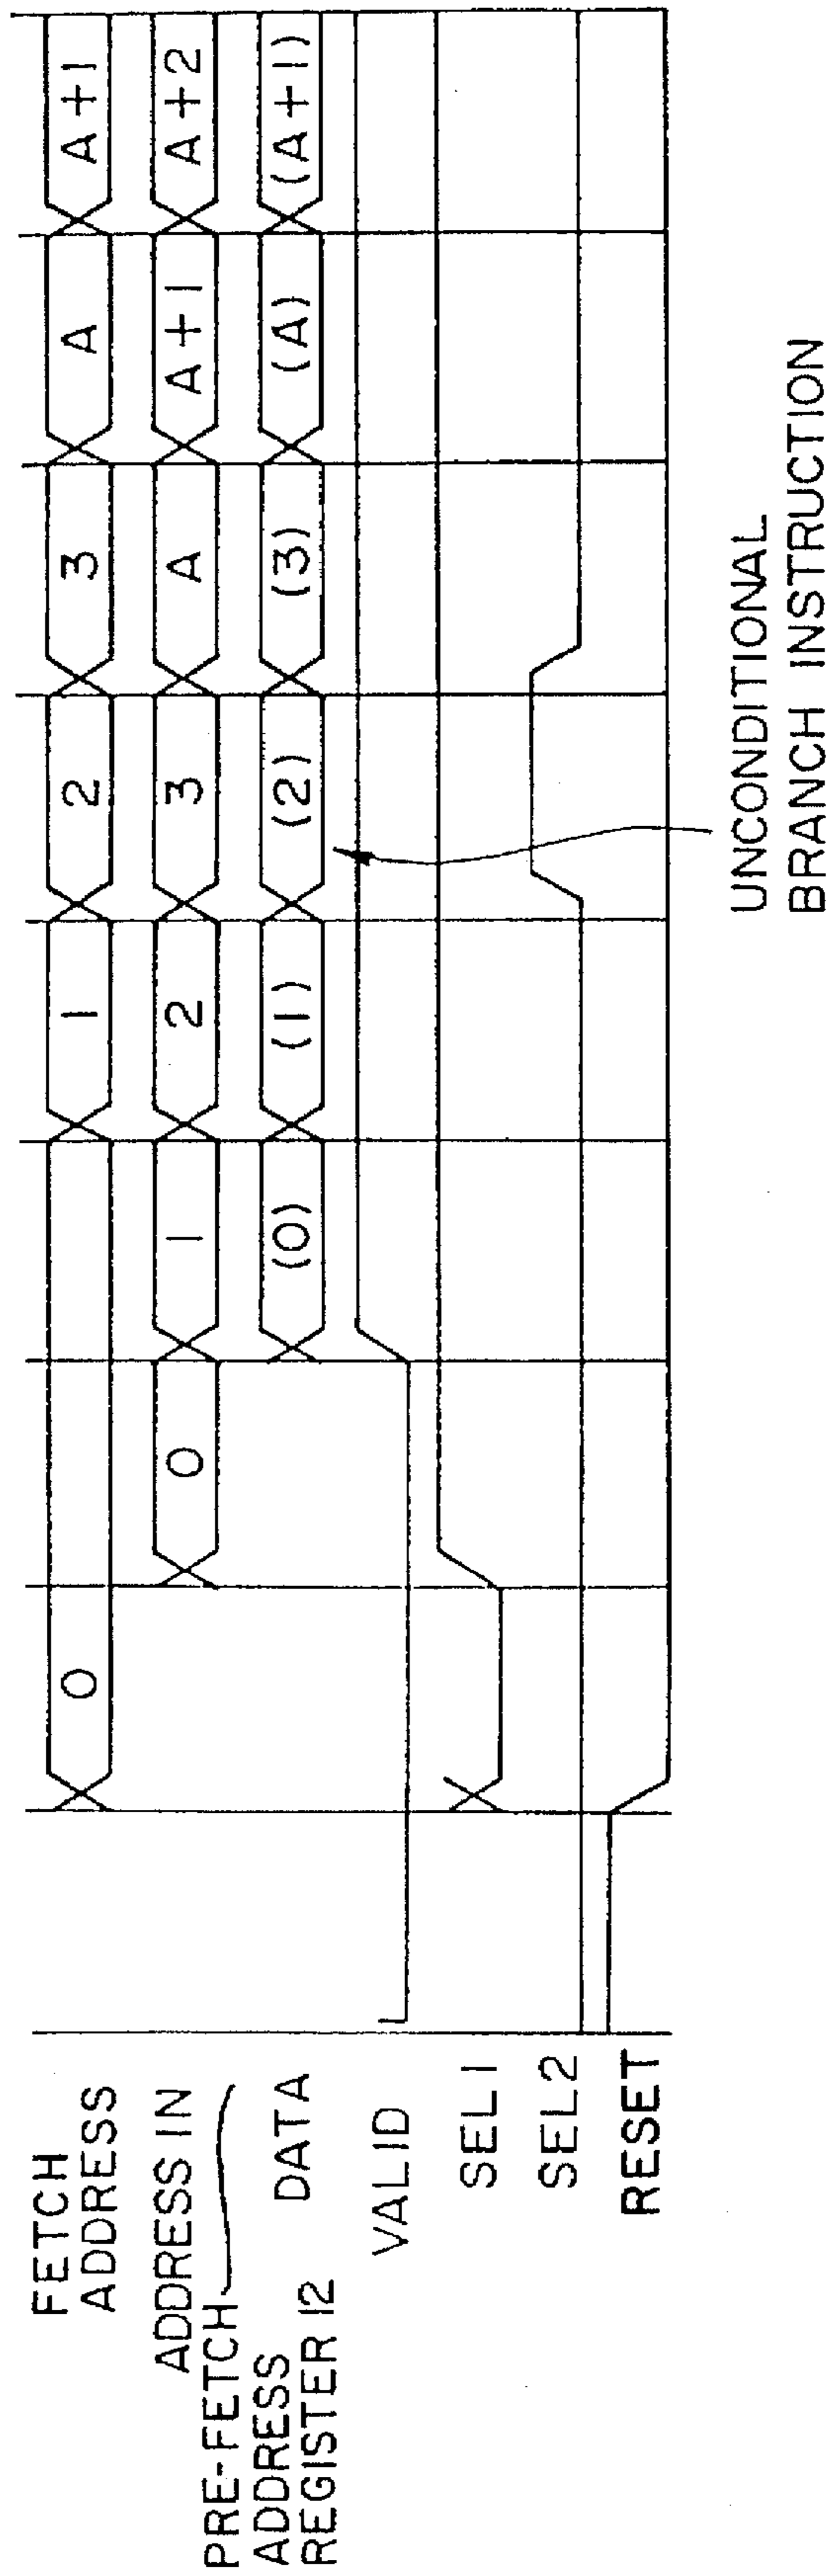 FETCH
ADDRESS
0 1 2 3 A A+1
ADDRESS IN
PRE-FETCH
ADDRESS
REGISTER 12
0 1 2 3 A A+1 A+2
DATA
(0) (1) (2) (3) (A) (A+1)
VALID
SEL1
SEL2
RESET
UNCONDITIONAL
BRANCH INSTRUCTION